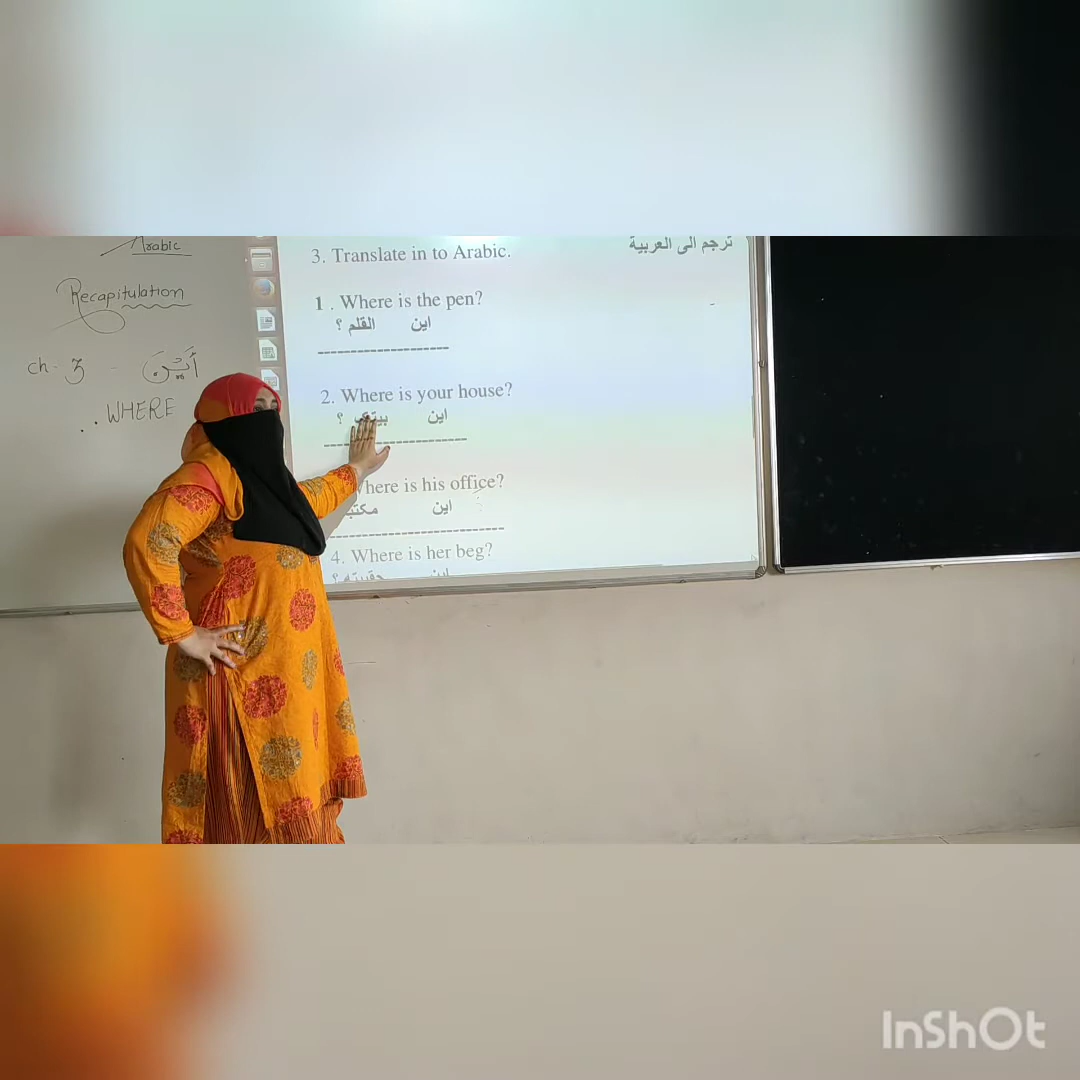 Arabic
Recapitulation
ch - 3 - أَيْنَ
..WHERE
3. Translate in to Arabic. ترجم الى العربية
1 . Where is the pen?
اين القلم ؟
--------------------
2. Where is your house?
اين ؟
----------------------
here is his office?
اين
--------------------------
4. Where is her beg?
InShOt